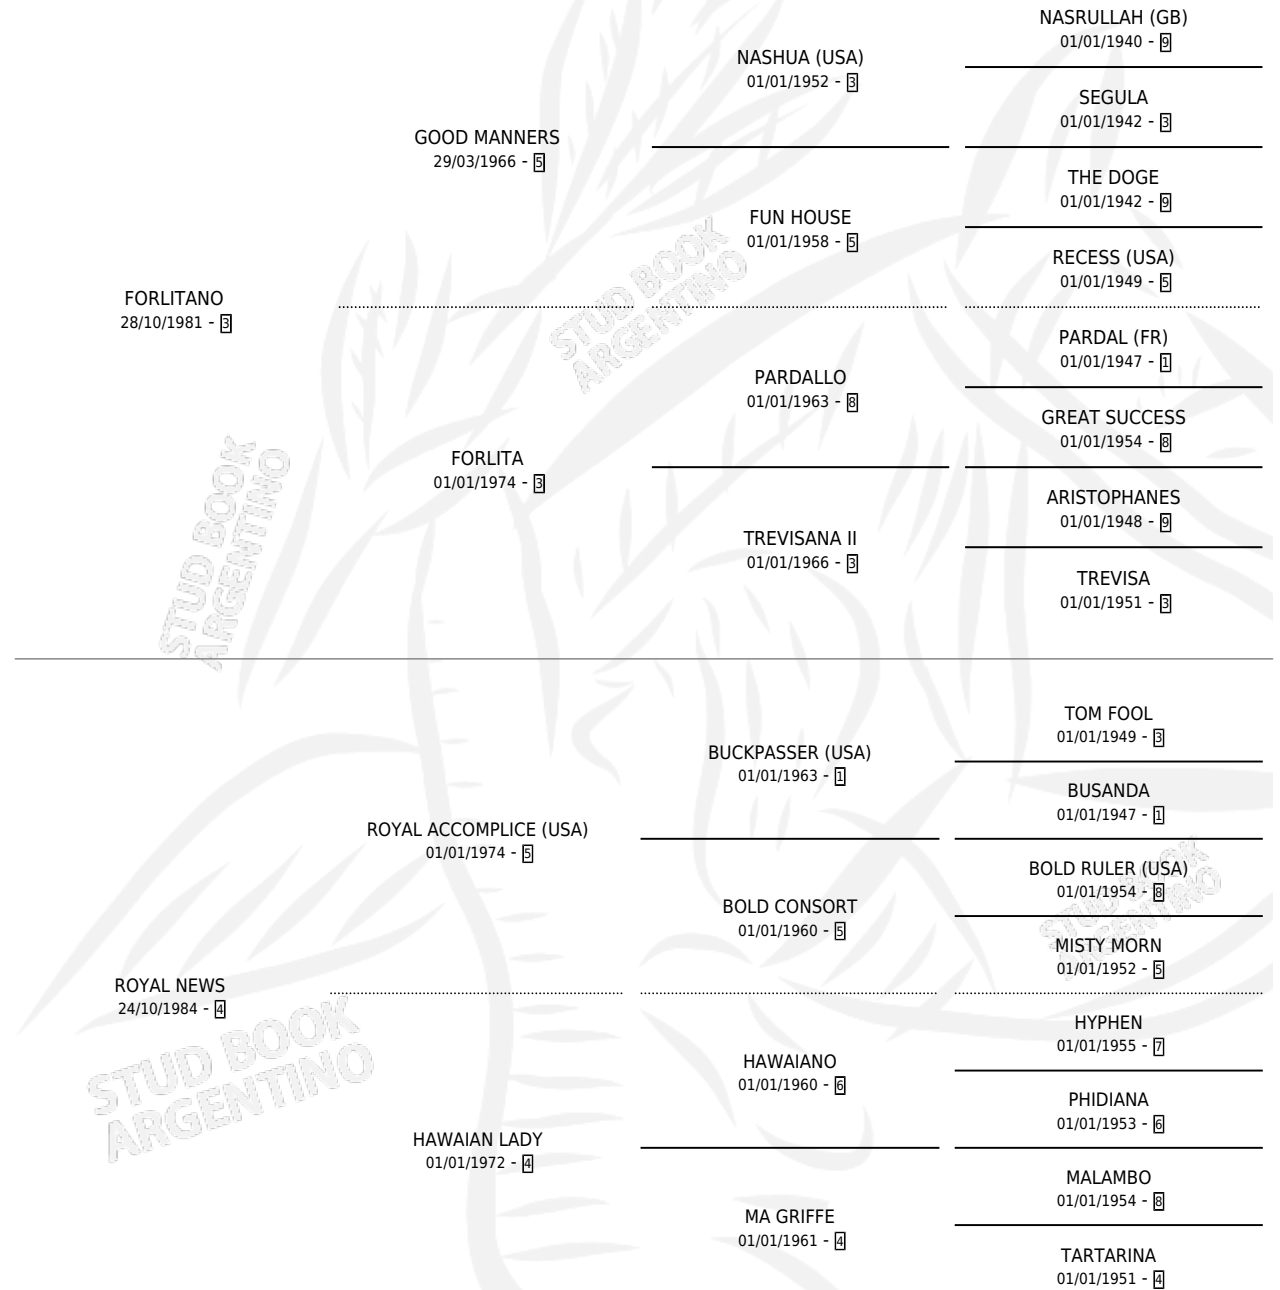 NASRULLAH (GB)
01/01/1940 - 9
NASHUA (USA)
01/01/1952 - 3
SEGULA
01/01/1942 - 3
GOOD MANNERS
29/03/1966 - 5
THE DOGE
01/01/1942 - 9
FUN HOUSE
01/01/1958 - 5
RECESS (USA)
01/01/1949 - 5
FORLITANO
28/10/1981 - 3
PARDAL (FR)
01/01/1947 - 1
PARDALLO
01/01/1963 - 8
GREAT SUCCESS
01/01/1954 - 8
FORLITA
01/01/1974 - 3
ARISTOPHANES
01/01/1948 - 9
TREVISANA II
01/01/1966 - 3
TREVISA
01/01/1951 - 3
TOM FOOL
01/01/1949 - 3
BUCKPASSER (USA)
01/01/1963 - 1
BUSANDA
01/01/1947 - 1
ROYAL ACCOMPLICE (USA)
01/01/1974 - 5
BOLD RULER (USA)
01/01/1954 - 8
BOLD CONSORT
01/01/1960 - 5
MISTY MORN
01/01/1952 - 5
ROYAL NEWS
24/10/1984 - 4
HYPHEN
01/01/1955 - 7
HAWAIANO
01/01/1960 - 6
PHIDIANA
01/01/1953 - 6
HAWAIAN LADY
01/01/1972 - 4
MALAMBO
01/01/1954 - 8
MA GRIFFE
01/01/1961 - 4
TARTARINA
01/01/1951 - 4
STUD BOOK
ARGENTINO
STUD BOOK
ARGENTINO
STUD BOOK
ARGENTINO
STUD BOOK
ARGENTINO